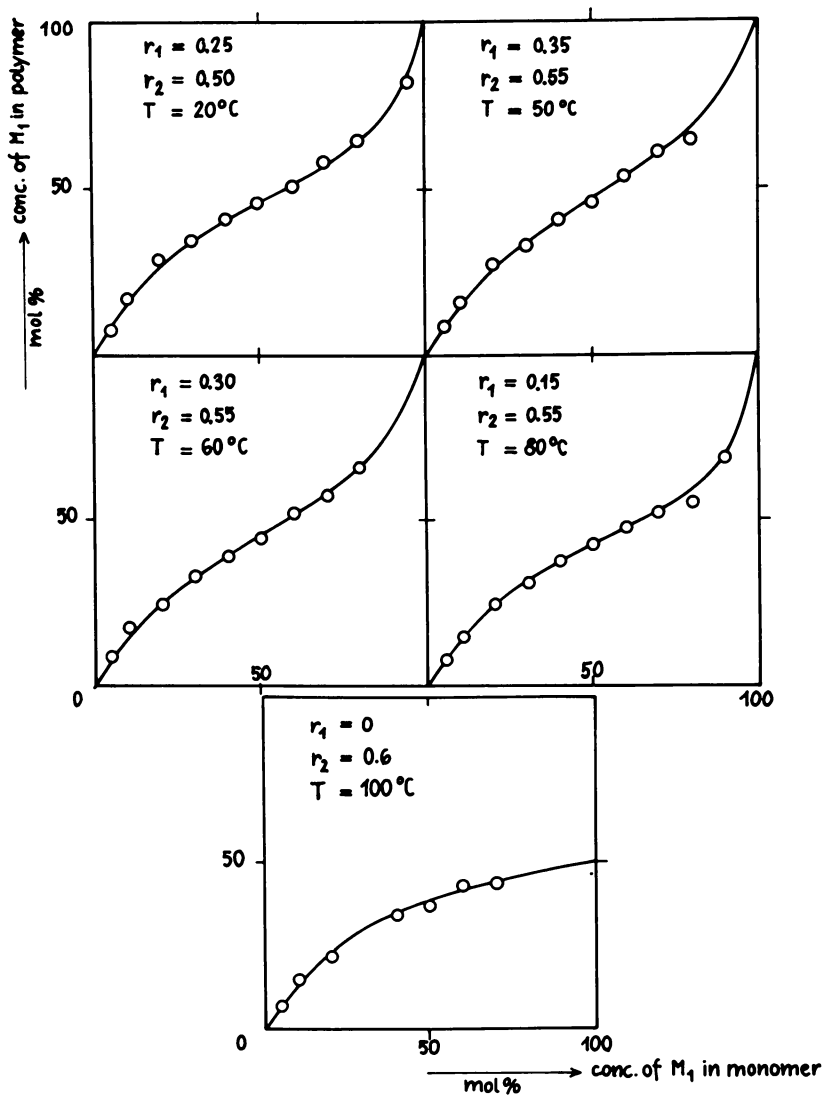 100
50
mol %
conc. of M₁ in polymer
r₁ = 0.25
r₂ = 0.50
T = 20°C
r₁ = 0.35
r₂ = 0.55
T = 50°C
50
r₁ = 0.30
r₂ = 0.55
T = 60°C
r₁ = 0.15
r₂ = 0.55
T = 80°C
0
50
50
100
r₁ = 0
r₂ = 0.6
T = 100°C
50
0
50
100
mol %
conc. of M₁ in monomer